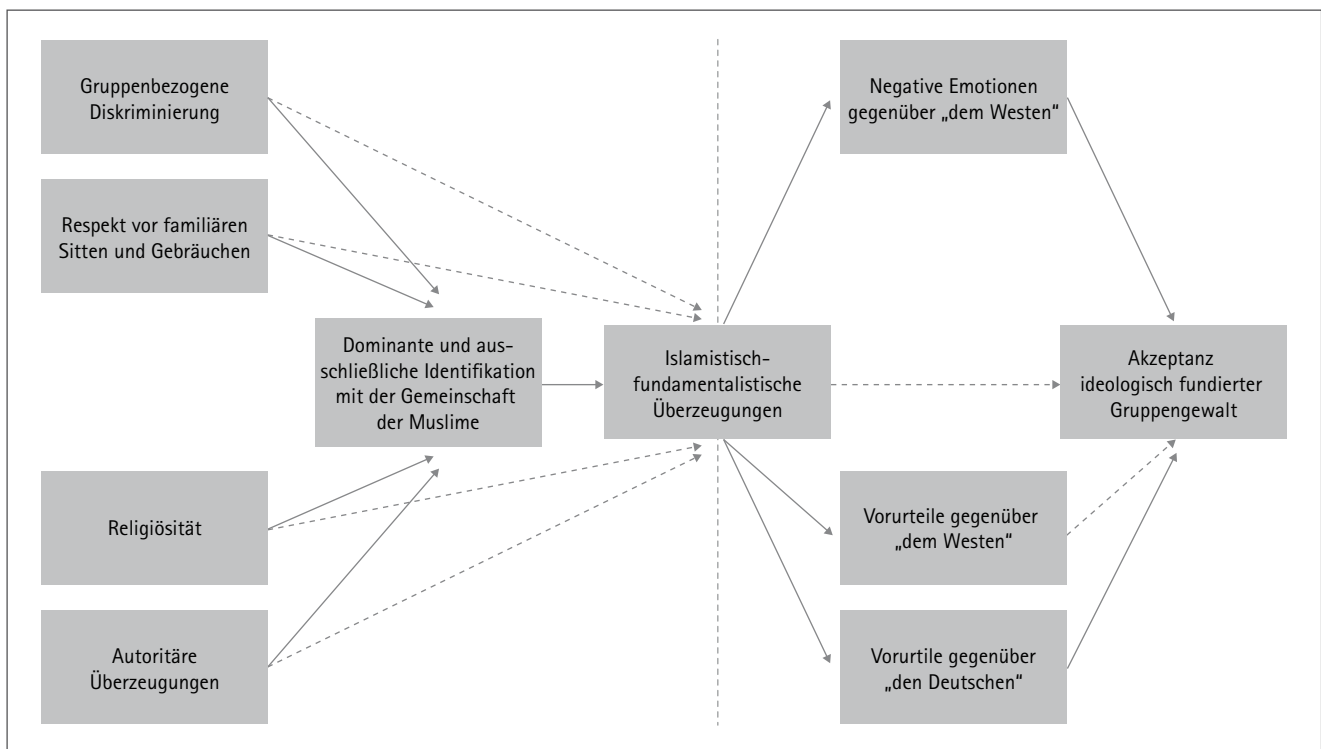 Gruppenbezogene
Diskriminierung
Respekt vor familiären
Sitten und Gebräuchen
Dominante und aus-
schließliche Identifikation
mit der Gemeinschaft
der Muslime
Religiösität
Autoritäre
Überzeugungen
Islamistisch-
fundamentalistische
Überzeugungen
Negative Emotionen
gegenüber „dem Westen“
Akzeptanz
ideologisch fundierter
Gruppengewalt
Vorurteile gegenüber
„dem Westen“
Vorurtile gegenüber
„den Deutschen“